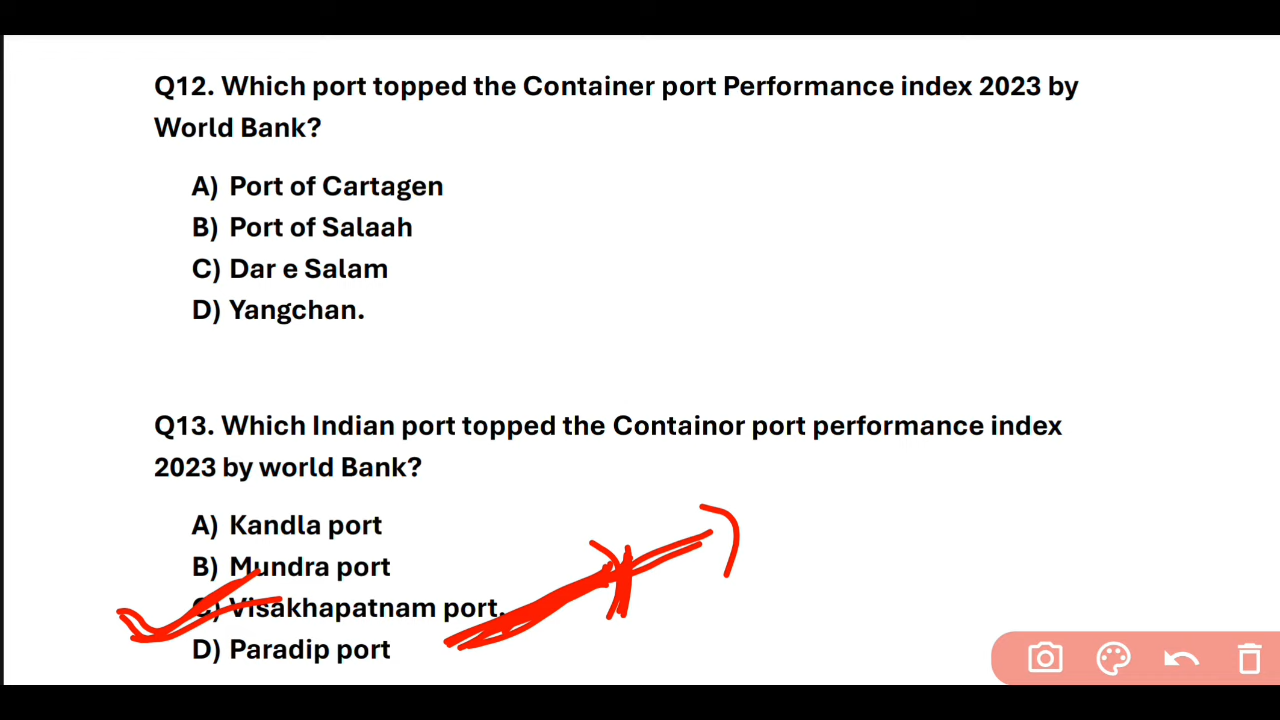 Q12. Which port topped the Container port Performance index 2023 by
World Bank?
A) Port of Cartagen
B) Port of Salaah
C) Dar e Salam
D) Yangchan.
Q13. Which Indian port topped the Containor port performance index
2023 by world Bank?
A) Kandla port
B) Mundra port
C) Visakhapatnam port.
D) Paradip port